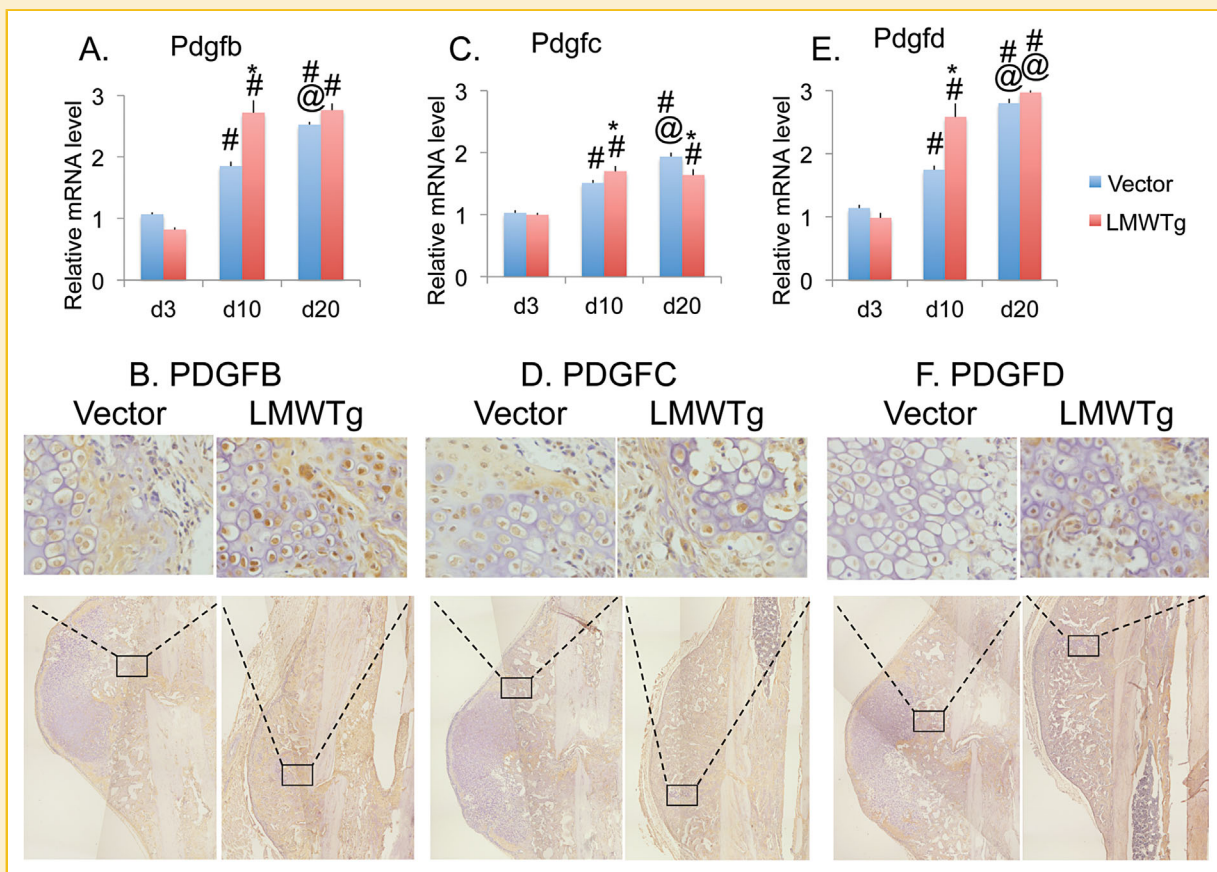 A.
Pdgfb
Relative mRNA level
3
2
1
0
#
*
#
#
@
#
d3 d10 d20
C.
Pdgfc
Relative mRNA level
3
2
1
0
#
*
#
#
@
*
#
d3 d10 d20
E.
Pdgfd
Relative mRNA level
3
2
1
0
#
*
#
#
@
#
@
d3 d10 d20
Vector
LMWTg
B. PDGFB
Vector LMWTg
D. PDGFC
Vector LMWTg
F. PDGFD
Vector LMWTg